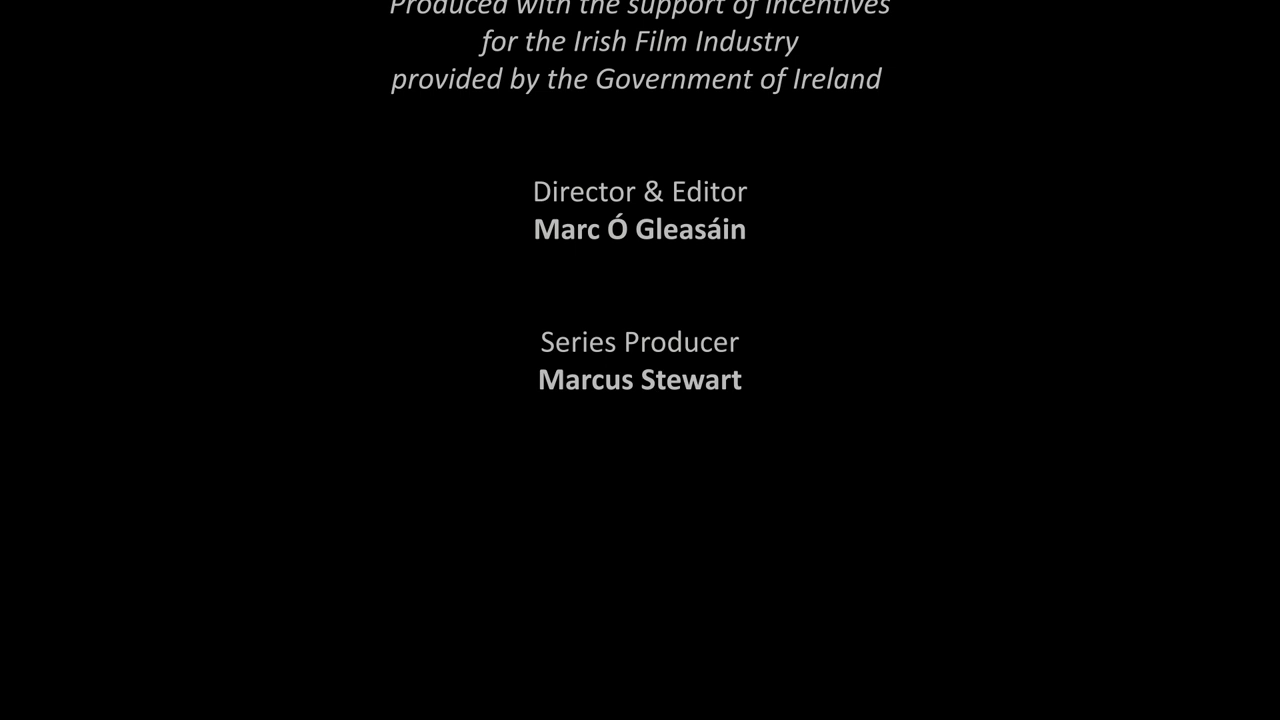 Produced with the support of incentives
for the Irish Film Industry
provided by the Government of Ireland
Director & Editor
Marc Ó Gleasáin
Series Producer
Marcus Stewart